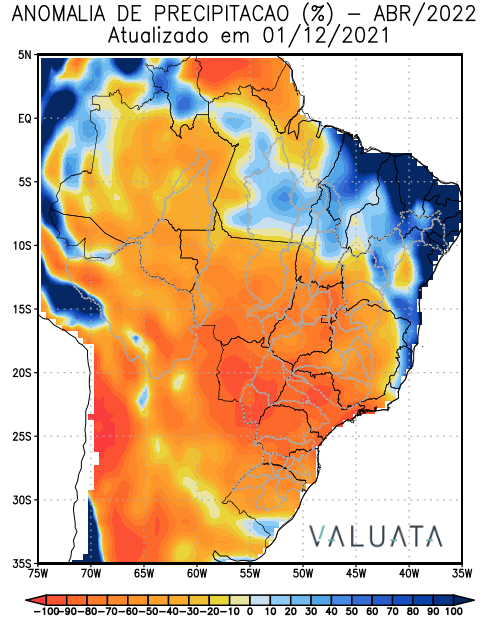 ANOMALIA DE PRECIPITACAO (%) – ABR/2022
Atualizado em 01/12/2021
5N
EQ
5S
10S
15S
20S
25S
30S
35S
VALUATA
75W 70W 65W 60W 55W 50W 45W 40W 35W
-100 -90 -80 -70 -60 -50 -40 -30 -20 -10 0 10 20 30 40 50 60 70 80 90 100